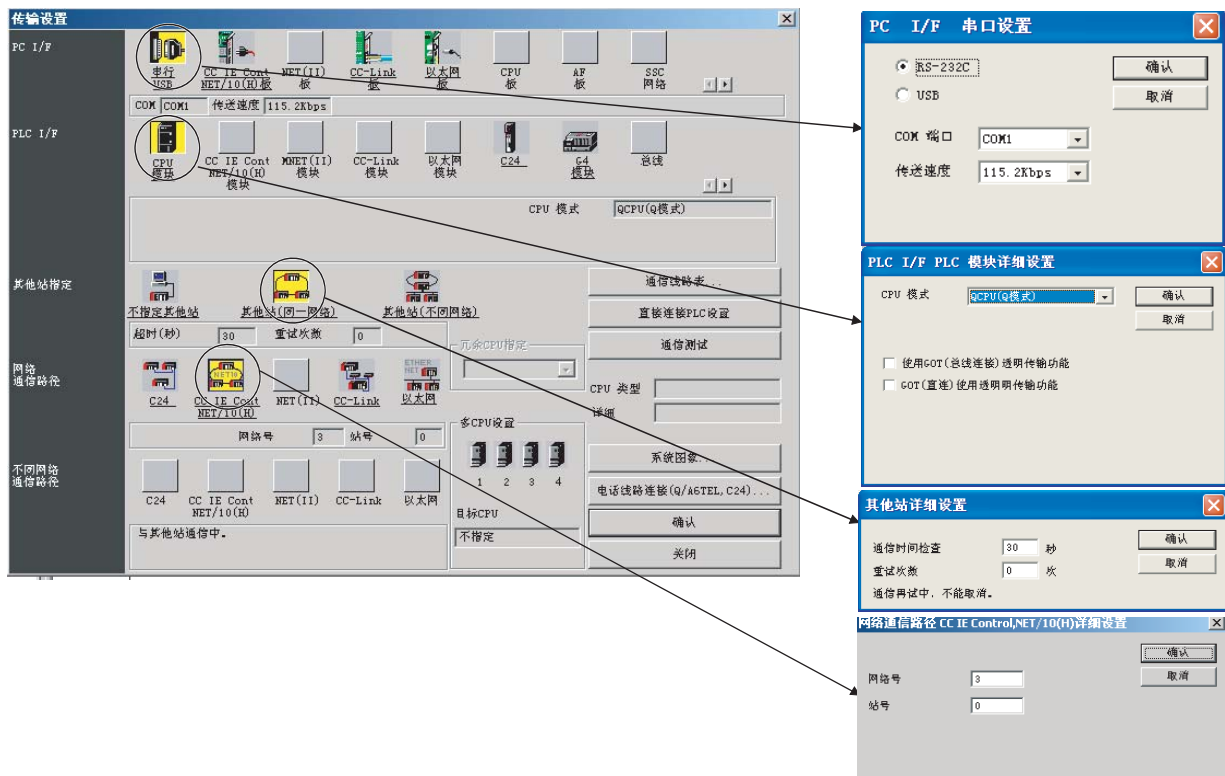 传输设置
PC I/F
串行
USB
CC IE Cont
NET/10(H)板
NET(II)
板
CC-Link
板
以太网
板
CPU
板
AF
板
SSC
网络
COM COM1 传送速度 115.2Kbps
PLC I/F
CPU
模块
CC IE Cont
NET/10(H)
模块
MNET(II)
模块
CC-Link
模块
以太网
模块
C24
G4
模块
总线
CPU 模式 QCPU(Q模式)
其他站指定
不指定其他站
其他站(同一网络)
其他站(不同网络)
超时(秒) 30 重试次数 0
冗余CPU指定
网络
通信路径
C24
CC IE Cont
NET/10(H)
NET(II)
CC-Link
以太网
网络号 3 站号 0
不同网络
通信路径
C24
CC IE Cont
NET/10(H)
NET(II)
CC-Link
以太网
与其他站通信中。
多CPU设置
1 2 3 4
目标CPU
不指定
通信线路表...
直接连接PLC设置
通信测试
CPU 类型
详细
系统图象...
电话线路连接(Q/A6TEL,C24)...
确认
关闭
PC I/F 串口设置
RS-232C
USB
COM 端口 COM1
传送速度 115.2Kbps
确认
取消
PLC I/F PLC 模块详细设置
CPU 模式 QCPU(Q模式)
确认
取消
使用GOT(总线连接)透明传输功能
GOT(直连)使用透明明传输功能
其他站详细设置
通信时间检查 30 秒
重试次数 0 次
通信再试中, 不能取消。
确认
取消
网络通信路径 CC IE Control,NET/10(H)详细设置
网络号 3
站号 0
确认
取消